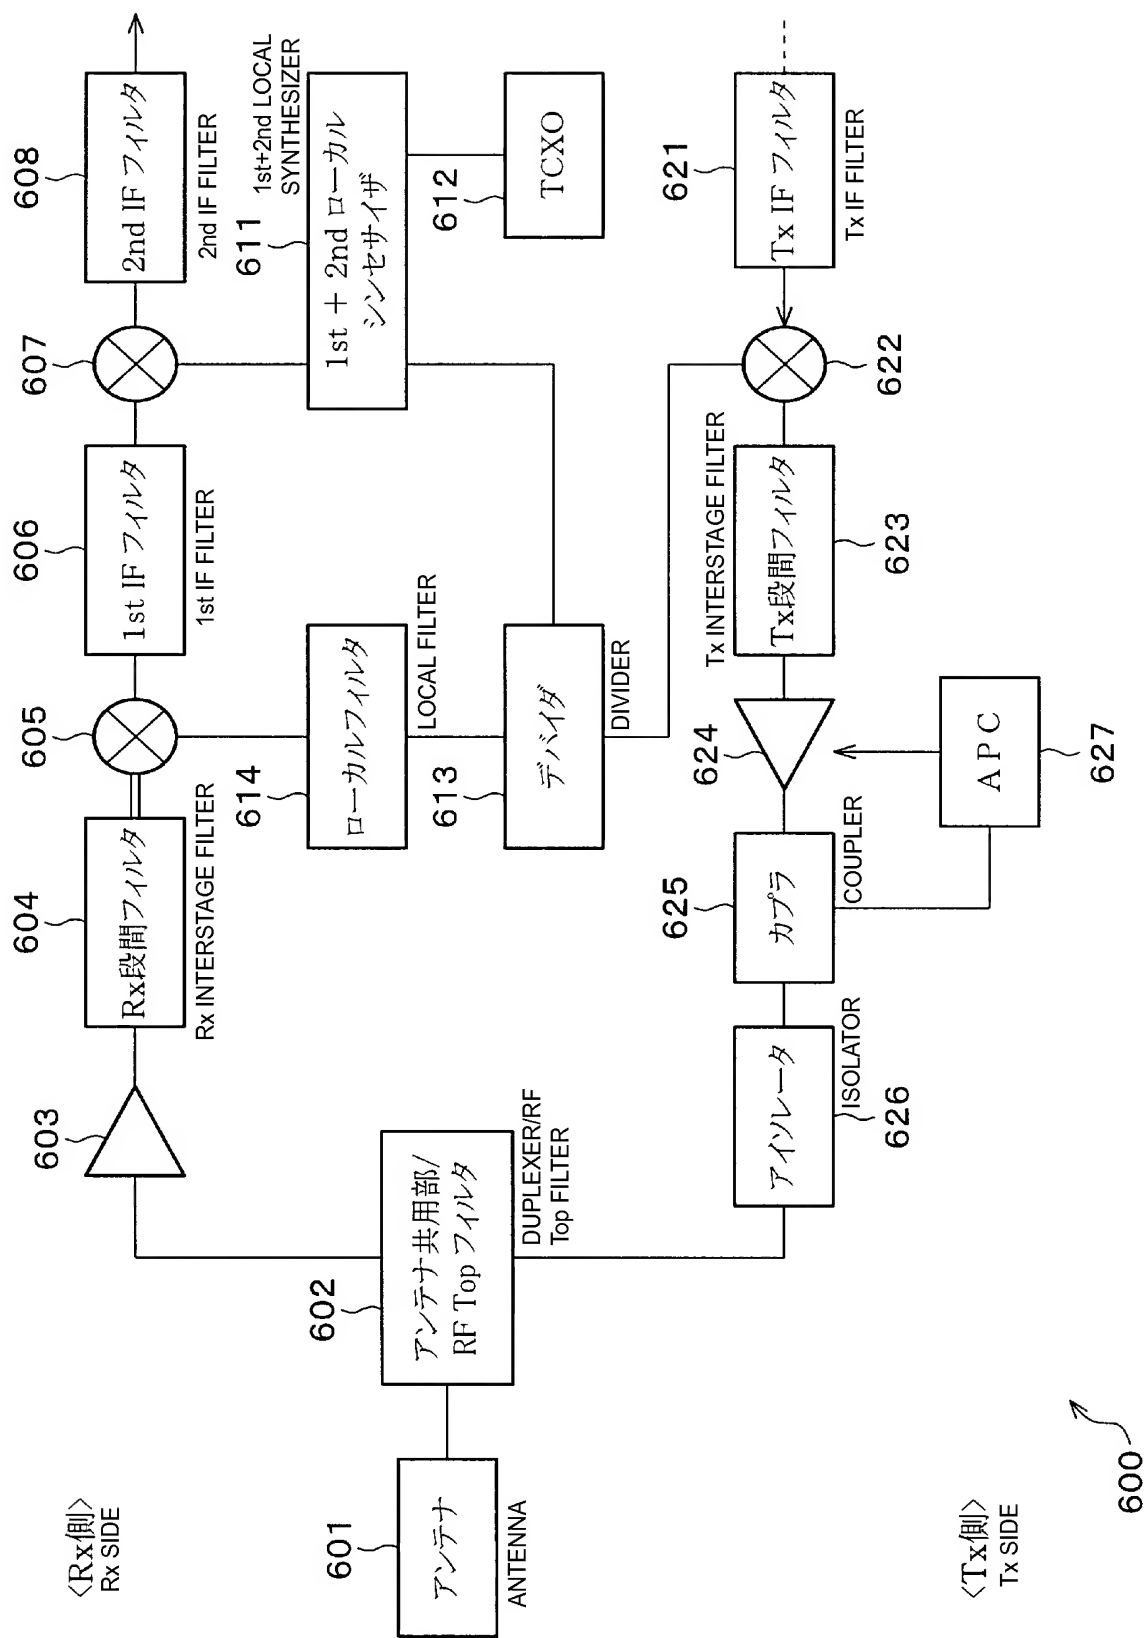 〈Rx側〉
Rx SIDE
601
アンテナ
ANTENNA
602
アンテナ共用部/
RF Top フィルタ
DUPLEXER/RF
Top FILTER
603
604
Rx段間フィルタ
Rx INTERSTAGE FILTER
605
606
1st IF フィルタ
1st IF FILTER
607
608
2nd IF フィルタ
2nd IF FILTER
611
1st+2nd LOCAL
SYNTHESIZER
1st + 2nd ローカル
シンセサイザ
612
TCXO
614
ローカルフィルタ
LOCAL FILTER
613
デバイダ
DIVIDER
621
Tx IF フィルタ
Tx IF FILTER
622
Tx INTERSTAGE FILTER
Tx段間フィルタ
623
624
625
カプラ
COUPLER
アイソレータ
ISOLATOR
626
APC
627
〈Tx側〉
Tx SIDE
600